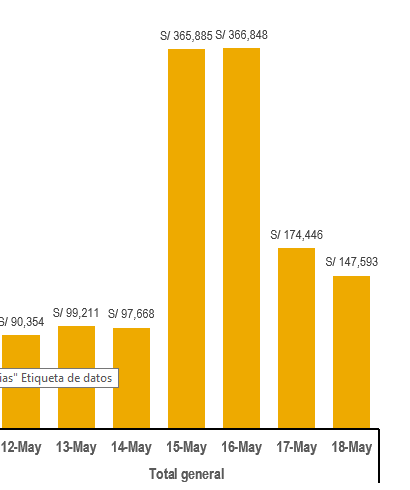 S/ 365,885 S/ 366,848
S/ 174,446
S/ 147,593
S/ 99,211
S/ 97,668
S/ 90,354
ias" Etiqueta de datos
12-May 13-May 14-May 15-May 16-May 17-May 18-May
Total general